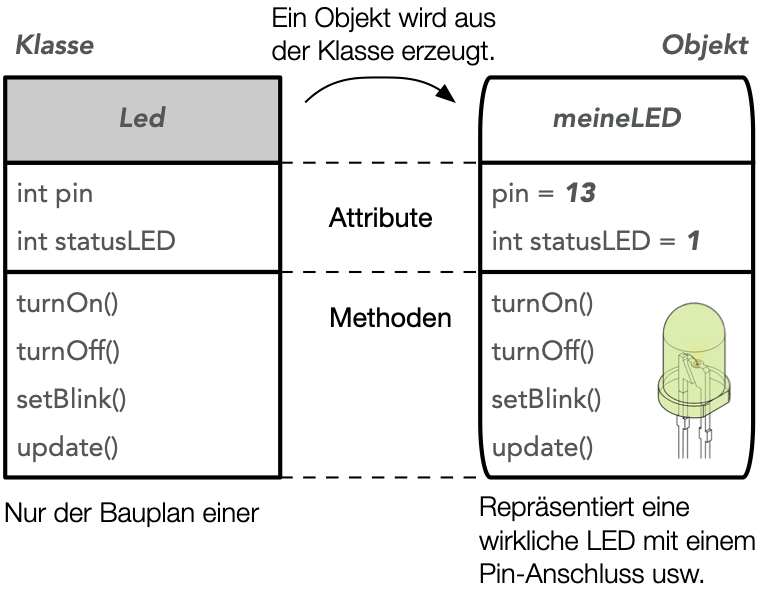 Klasse
Ein Objekt wird aus
der Klasse erzeugt.
Objekt
Led
int pin
int statusLED
turnOn()
turnOff()
setBlink()
update()
Nur der Bauplan einer
Attribute
Methoden
meineLED
pin = 13
int statusLED = 1
turnOn()
turnOff()
setBlink()
update()
Repräsentiert eine
wirkliche LED mit einem
Pin-Anschluss usw.